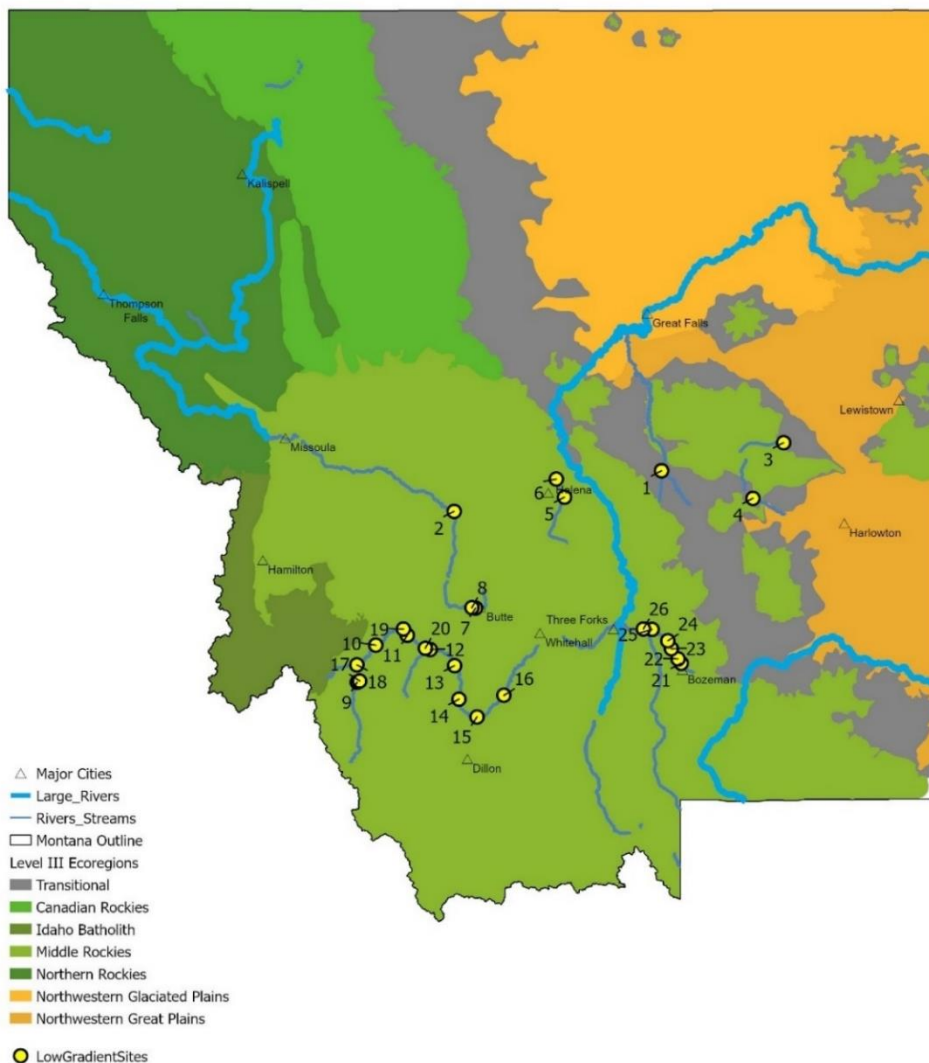 Kalispell
Thompson
Falls
Great Falls
Lewistown
Missoula
3
6
Helena
1
5
4
2
Harlowton
Hamilton
8
7
Butte
Three Forks
26
24
19
20
25
10
11
12
Whitehall
23
22
17
13
21
Bozeman
18
16
9
14
15
Dillon
Major Cities
Large_Rivers
Rivers_Streams
Montana Outline
Level III Ecoregions
Transitional
Canadian Rockies
Idaho Batholith
Middle Rockies
Northern Rockies
Northwestern Glaciated Plains
Northwestern Great Plains
LowGradientSites